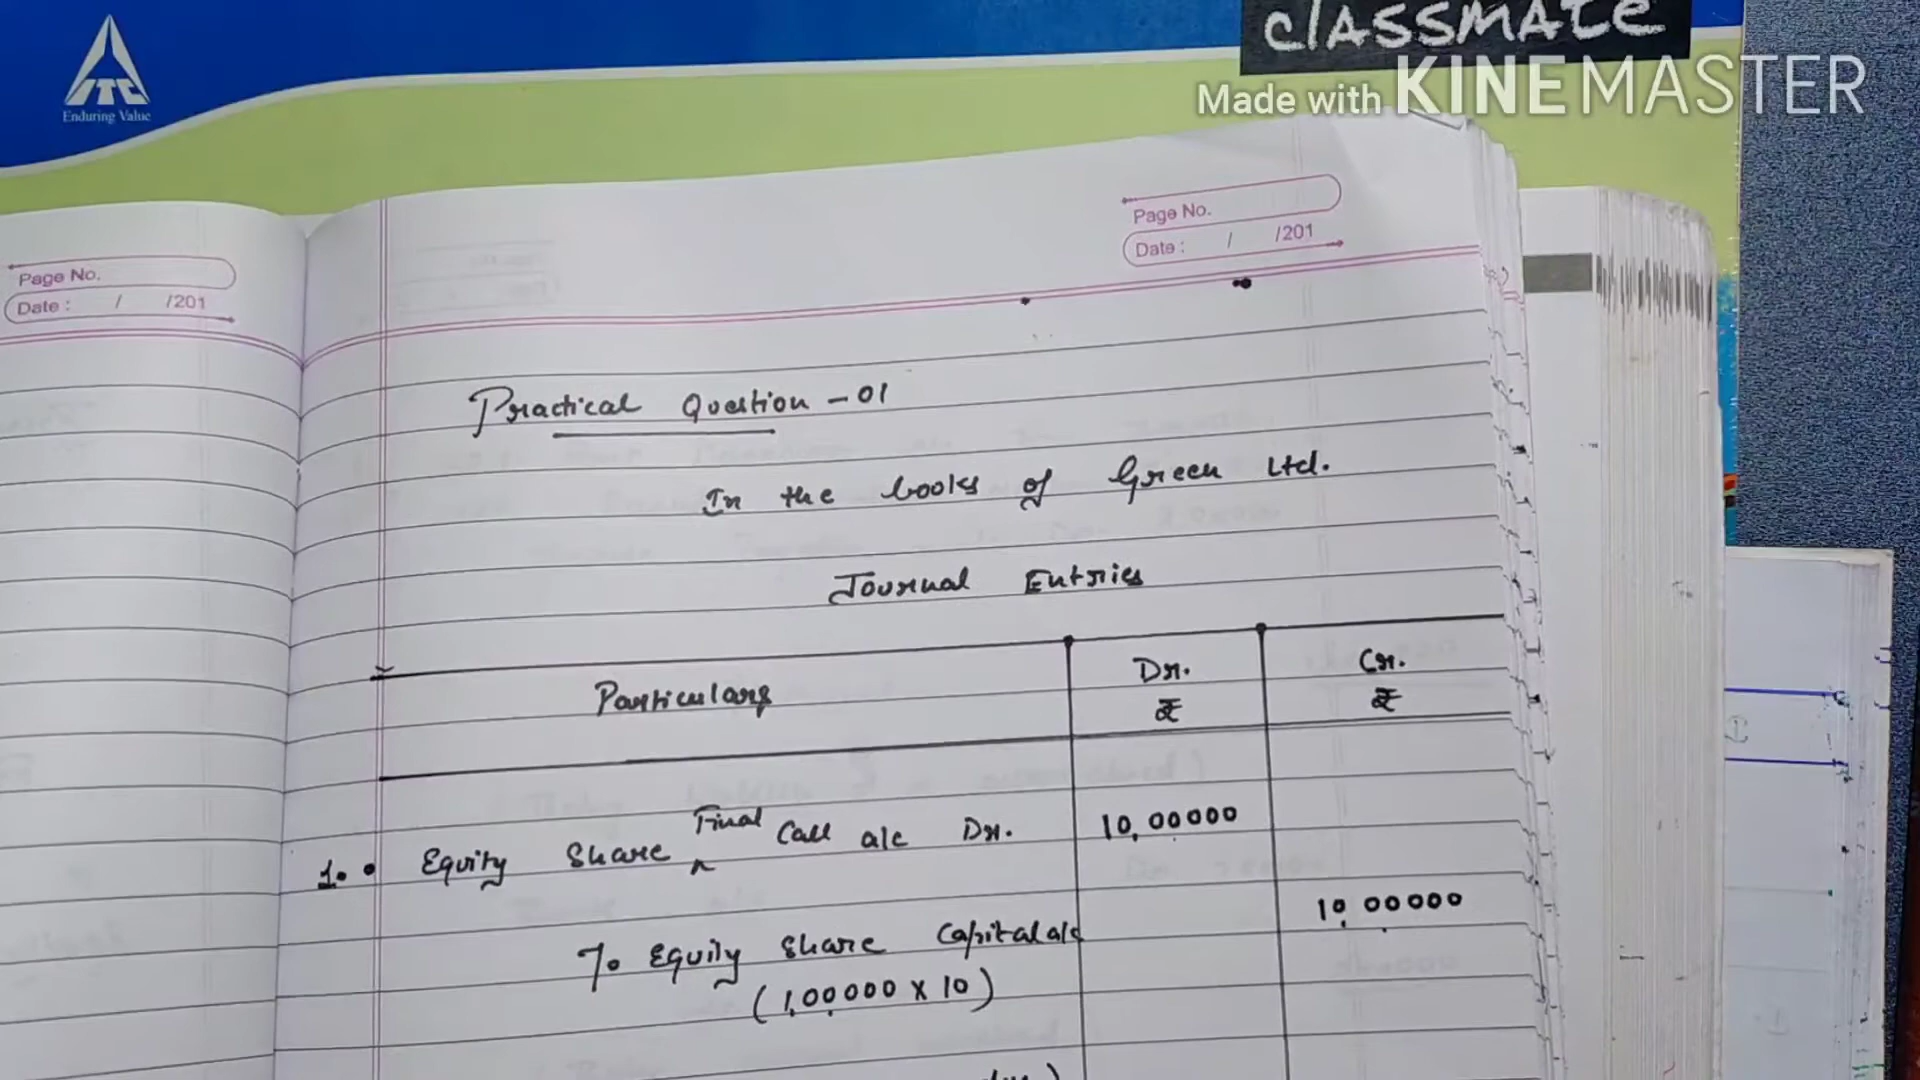 CLASSMATE
Made with KINEMASTER
ITC
Enduring Value
Page No.
Date : / /201
Page No.
Date : / /201
Practical Question - 01
In the books of Green Ltd.
Journal Entries
Particulars Dr. ₹ Cr. ₹
1. Equity Share Final Call a/c Dr. 10,00000
To Equity Share Capital a/c 10,00000
(1,00000 X 10)